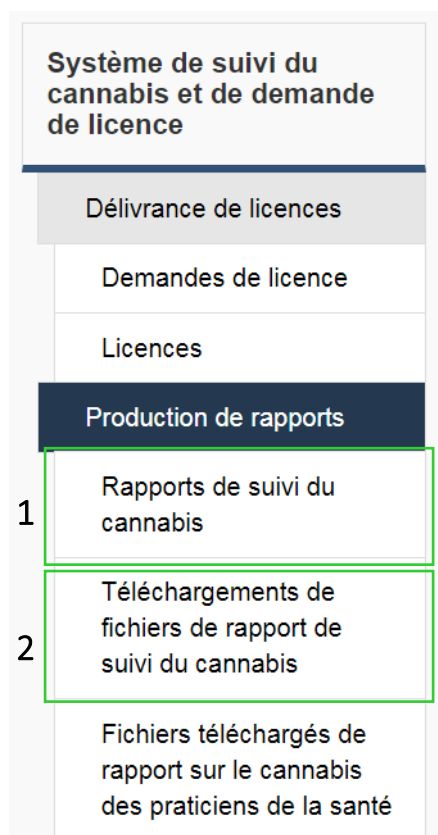 Système de suivi du
cannabis et de demande
de licence
Délivrance de licences
Demandes de licence
Licences
Production de rapports
1
Rapports de suivi du
cannabis
2
Téléchargements de
fichiers de rapport de
suivi du cannabis
Fichiers téléchargés de
rapport sur le cannabis
des praticiens de la santé